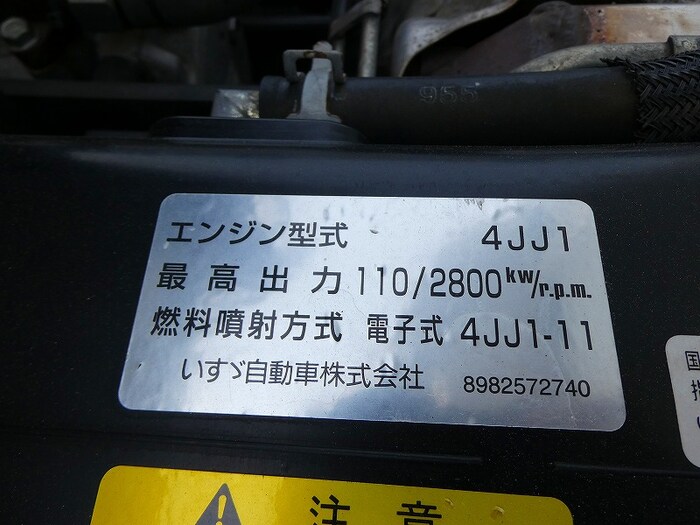 955
エンジン型式 4JJ1
最高出力 110/2800 kw/r.p.m.
燃料噴射方式 電子式 4JJ1-11
いすゞ自動車株式会社 8982572740
国
注意